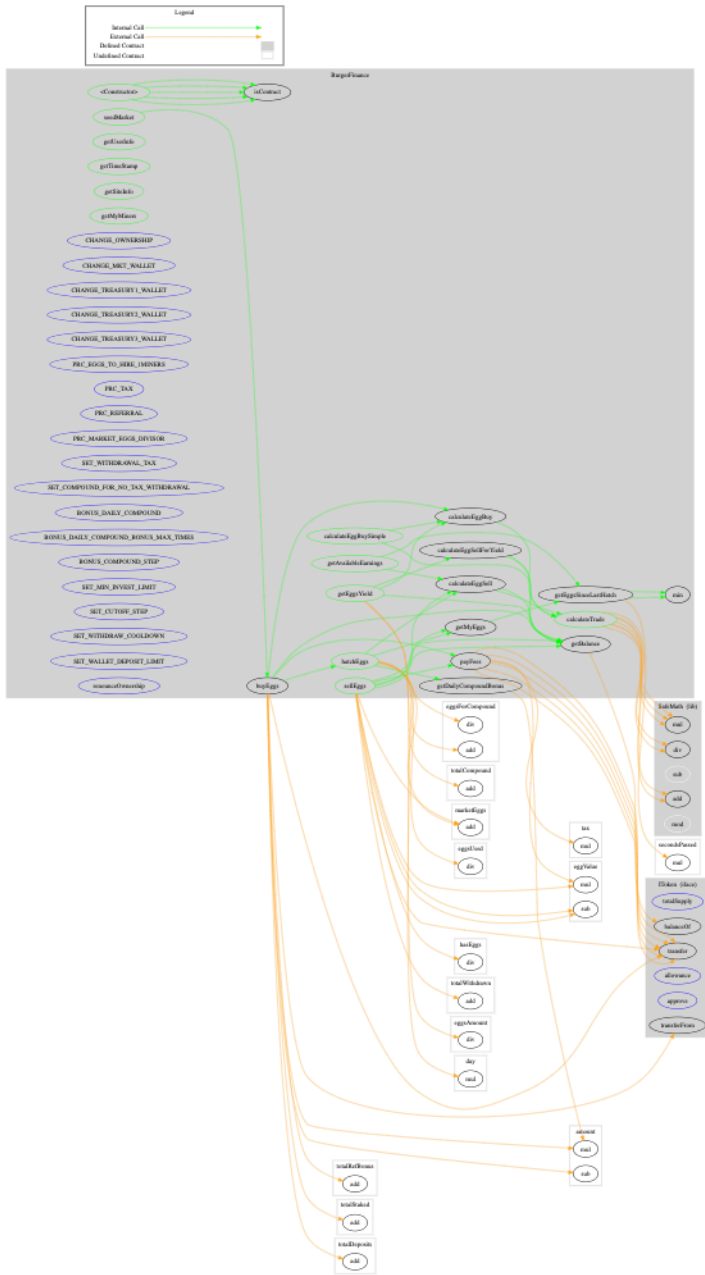 Legend
Internal Call
External Call
Defined Contract
Undefined Contract
BurgerFinance
<Constructor>
isContract
seedMarket
getUserInfo
getTimeStamp
getSiteInfo
getMyMiners
CHANGE_OWNERSHIP
CHANGE_MKT_WALLET
CHANGE_TREASURY1_WALLET
CHANGE_TREASURY2_WALLET
CHANGE_TREASURY3_WALLET
PRC_EGGS_TO_HIRE_1MINERS
PRC_TAX
PRC_REFERRAL
PRC_MARKET_EGGS_DIVISOR
SET_WITHDRAWAL_TAX
SET_COMPOUND_FOR_NO_TAX_WITHDRAWAL
BONUS_DAILY_COMPOUND
BONUS_DAILY_COMPOUND_BONUS_MAX_TIMES
BONUS_COMPOUND_STEP
SET_MIN_INVEST_LIMIT
SET_CUTOFF_STEP
SET_WITHDRAW_COOLDOWN
SET_WALLET_DEPOSIT_LIMIT
renounceOwnership
calculateEggBuy
calculateEggBuySimple
calculateEggSellForYield
getAvailableEarnings
calculateEggSell
getEggsYield
getEggsSinceLastHatch
min
calculateTrade
getMyEggs
getBalance
hatchEggs
payFees
buyEggs
sellEggs
getDailyCompoundBonus
eggsForCompound
div
add
totalCompound
add
marketEggs
add
eggsUsed
div
tax
mul
eggValue
mul
sub
hasEggs
div
totalWithdrawn
add
eggsAmount
div
day
mul
SafeMath (lib)
mul
div
sub
add
mod
secondsPassed
mul
IToken (iface)
totalSupply
balanceOf
transfer
allowance
approve
transferFrom
amount
mul
sub
totalRefBonus
add
totalStaked
add
totalDeposits
add